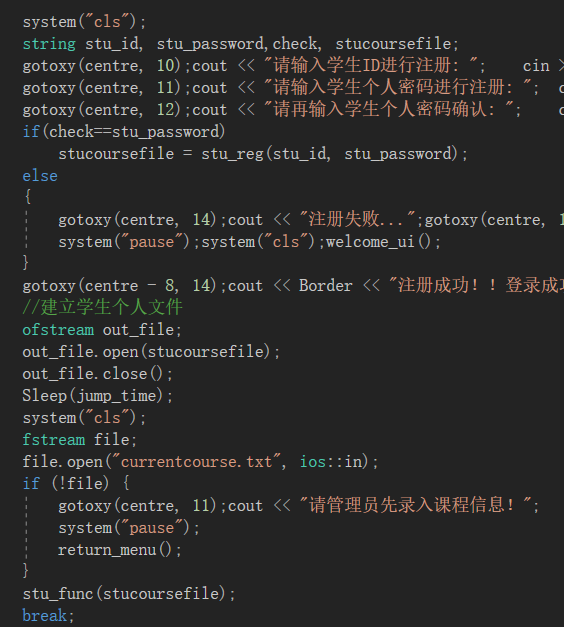 system("cls");
string stu_id, stu_password,check, stucoursefile;
gotoxy(centre, 10);cout << "请输入学生ID进行注册: ";    cin >
gotoxy(centre, 11);cout << "请输入学生个人密码进行注册: ";  c
gotoxy(centre, 12);cout << "请再输入学生个人密码确认: ";    c
if(check==stu_password)
    stucoursefile = stu_reg(stu_id, stu_password);
else
{
    gotoxy(centre, 14);cout << "注册失败...";gotoxy(centre, 1
    system("pause");system("cls");welcome_ui();
}
gotoxy(centre - 8, 14);cout << Border << "注册成功！！登录成功
//建立学生个人文件
ofstream out_file;
out_file.open(stucoursefile);
out_file.close();
Sleep(jump_time);
system("cls");
fstream file;
file.open("currentcourse.txt", ios::in);
if (!file) {
    gotoxy(centre, 11);cout << "请管理员先录入课程信息！";
    system("pause");
    return_menu();
}
stu_func(stucoursefile);
break;